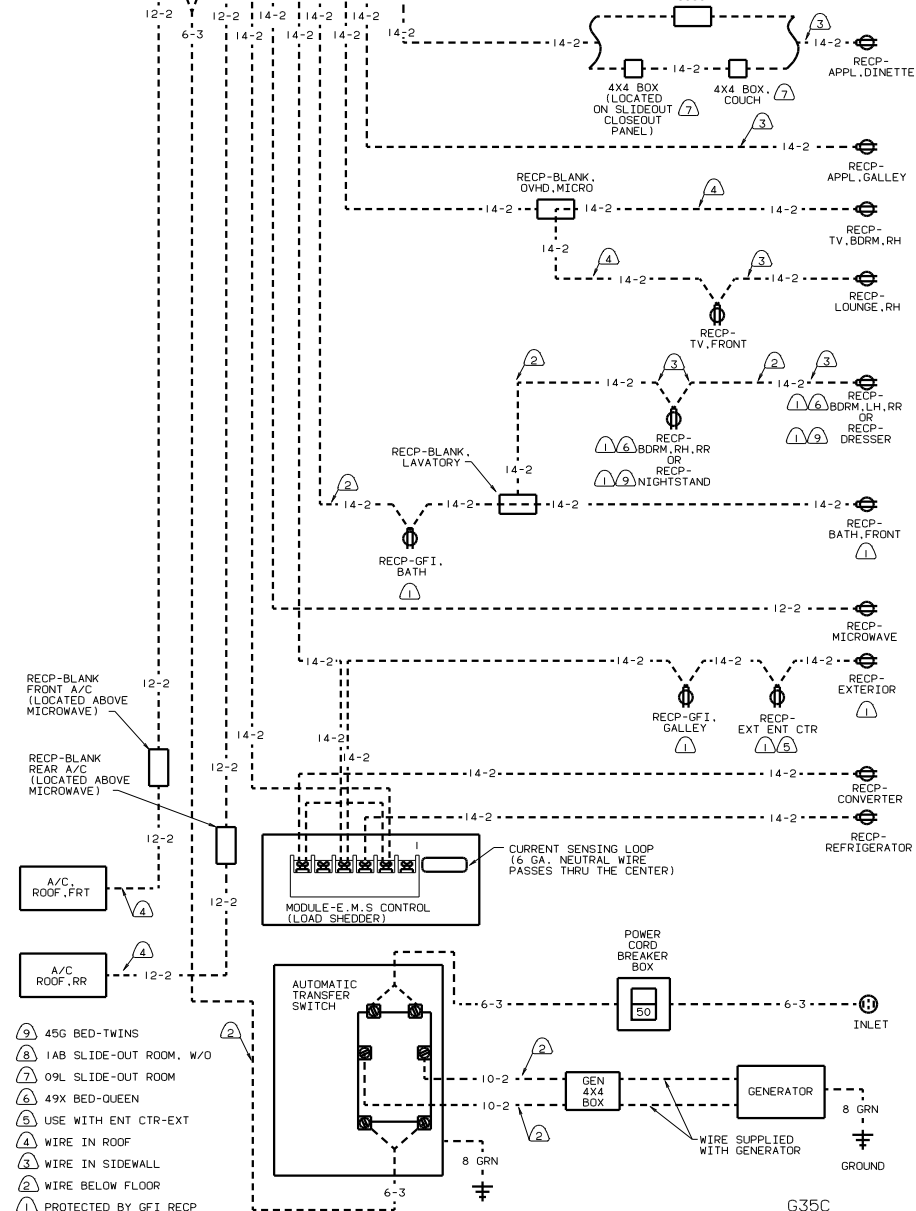 12-2
12-2
14-2
14-2
14-2
6-3
14-2
14-2
14-2
14-2
14-2
3
14-2
RECP-
APPL,DINETTE
14-2
4X4 BOX
(LOCATED
ON SLIDEOUT
CLOSEOUT
PANEL)
7
4X4 BOX,
COUCH
7
3
14-2
14-2
RECP-
APPL,GALLEY
RECP-BLANK,
OVHD,MICRO
4
14-2
14-2
14-2
RECP-
TV,BDRM,RH
14-2
4
3
14-2
14-2
RECP-
LOUNGE,RH
RECP-
TV,FRONT
2
3
2
3
14-2
14-2
RECP-
1 6 BDRM,LH,RR
OR
RECP-
1 9 DRESSER
RECP-
1 6 BDRM,RH,RR
OR
RECP-
1 9 NIGHTSTAND
RECP-BLANK,
LAVATORY
14-2
2
14-2
14-2
14-2
14-2
RECP-
BATH,FRONT
1
RECP-GFI,
BATH
1
12-2
RECP-
MICROWAVE
14-2
14-2
14-2
14-2
RECP-
EXTERIOR
1
RECP-GFI,
GALLEY
1
RECP-
EXT ENT CTR
1 5
RECP-BLANK
FRONT A/C
(LOCATED ABOVE
MICROWAVE)
12-2
14-2
14-2
14-2
RECP-BLANK
REAR A/C
(LOCATED ABOVE
MICROWAVE)
12-2
14-2
14-2
RECP-
CONVERTER
14-2
14-2
RECP-
REFRIGERATOR
12-2
1
CURRENT SENSING LOOP
(6 GA. NEUTRAL WIRE
PASSES THRU THE CENTER)
MODULE-E.M.S CONTROL
(LOAD SHEDDER)
A/C,
ROOF,FRT
4
12-2
A/C
ROOF,RR
4
12-2
POWER
CORD
BREAKER
BOX
50
AUTOMATIC
TRANSFER
SWITCH
6-3
6-3
INLET
2
2
10-2
10-2
2
GEN
4X4
BOX
GENERATOR
WIRE SUPPLIED
WITH GENERATOR
8 GRN
GROUND
8 GRN
6-3
9 45G BED-TWINS
8 1AB SLIDE-OUT ROOM, W/O
7 09L SLIDE-OUT ROOM
6 49X BED-QUEEN
5 USE WITH ENT CTR-EXT
4 WIRE IN ROOF
3 WIRE IN SIDEWALL
2 WIRE BELOW FLOOR
1 PROTECTED BY GFI RECP
G35C